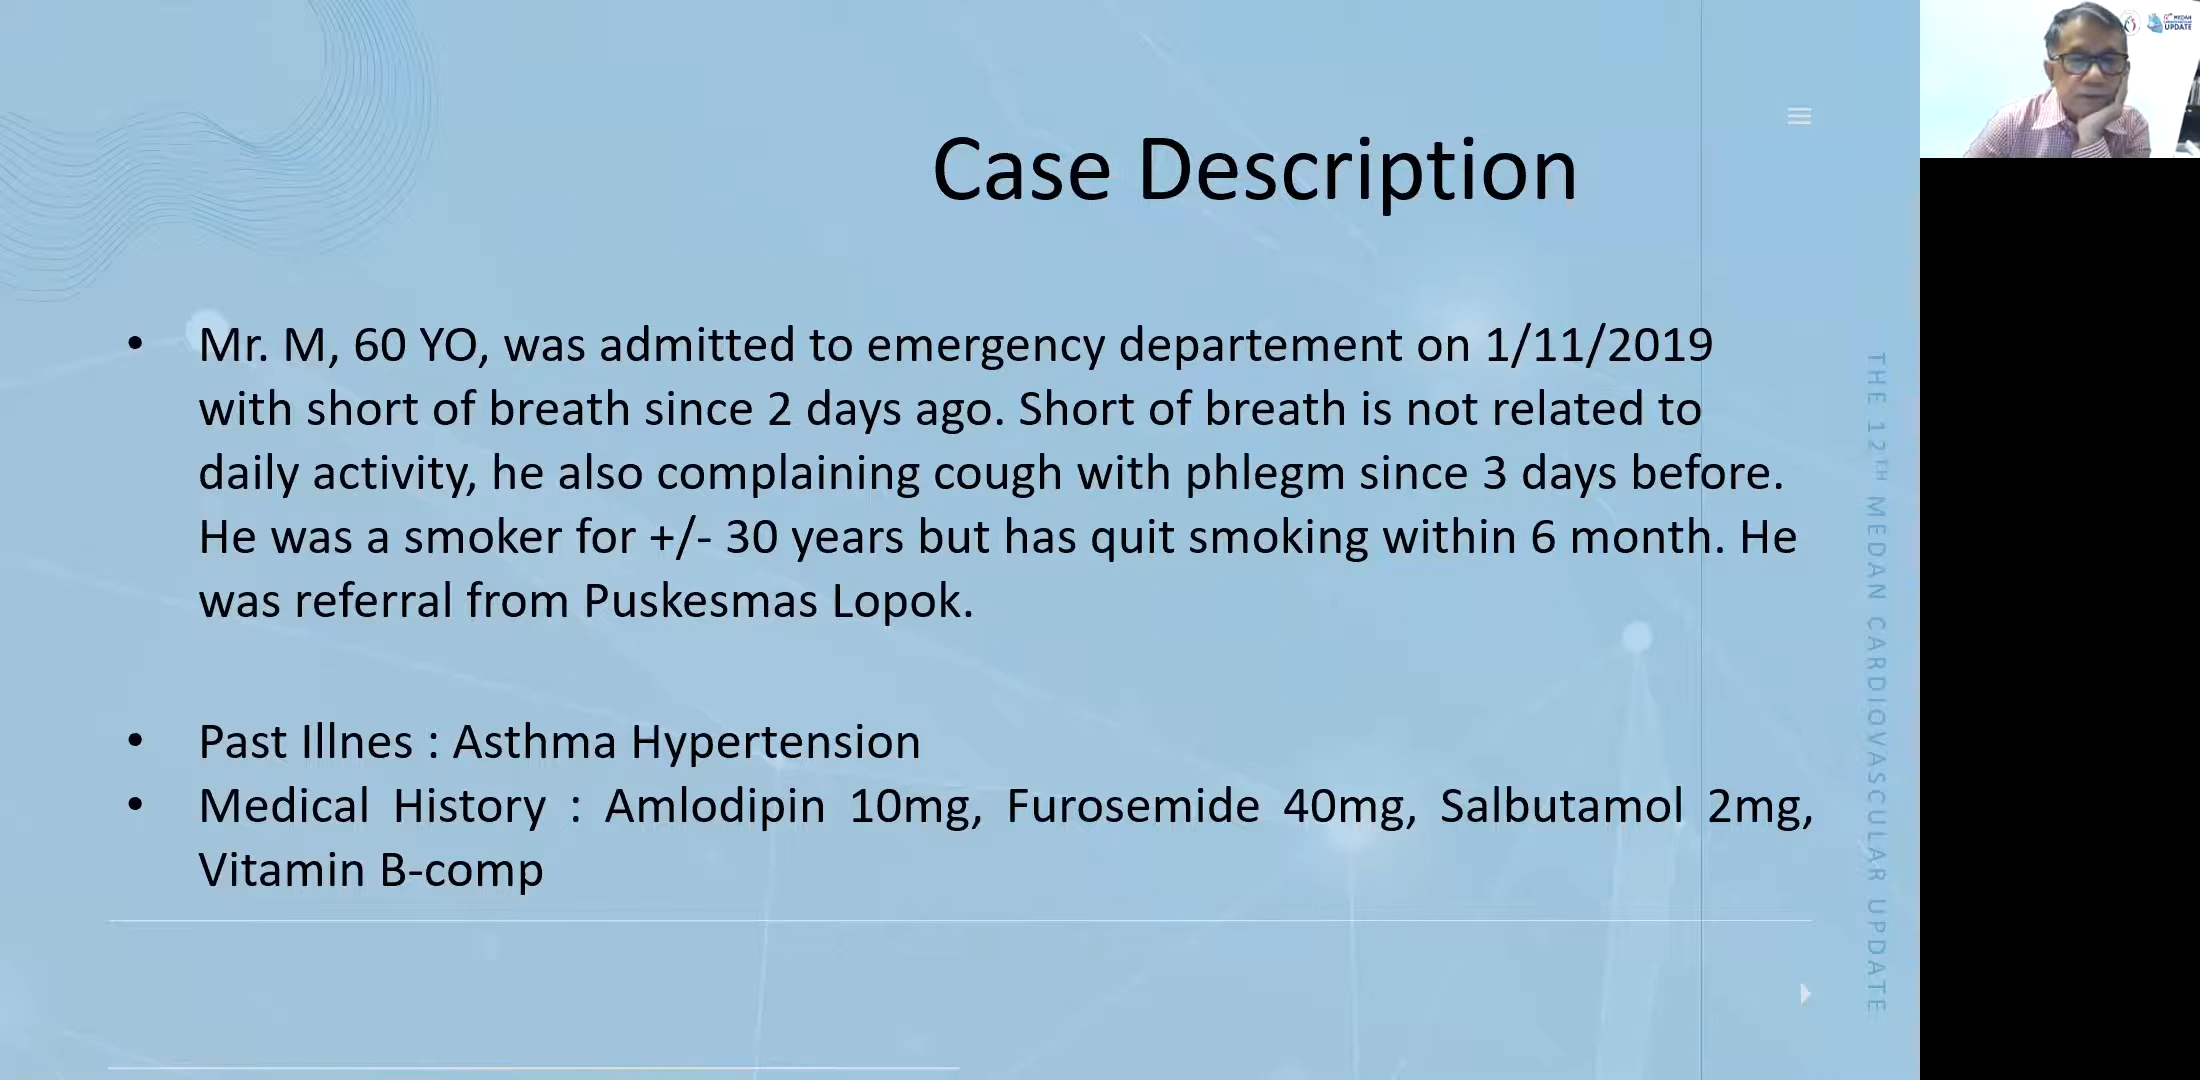 MEDAN
UPDATE
Case Description
• Mr. M, 60 YO, was admitted to emergency departement on 1/11/2019
with short of breath since 2 days ago. Short of breath is not related to
daily activity, he also complaining cough with phlegm since 3 days before.
He was a smoker for +/- 30 years but has quit smoking within 6 month. He
was referral from Puskesmas Lopok.
• Past Illnes : Asthma Hypertension
• Medical History : Amlodipin 10mg, Furosemide 40mg, Salbutamol 2mg,
Vitamin B-comp
THE 12TH MEDAN CARDIOVASCULAR UPDATE